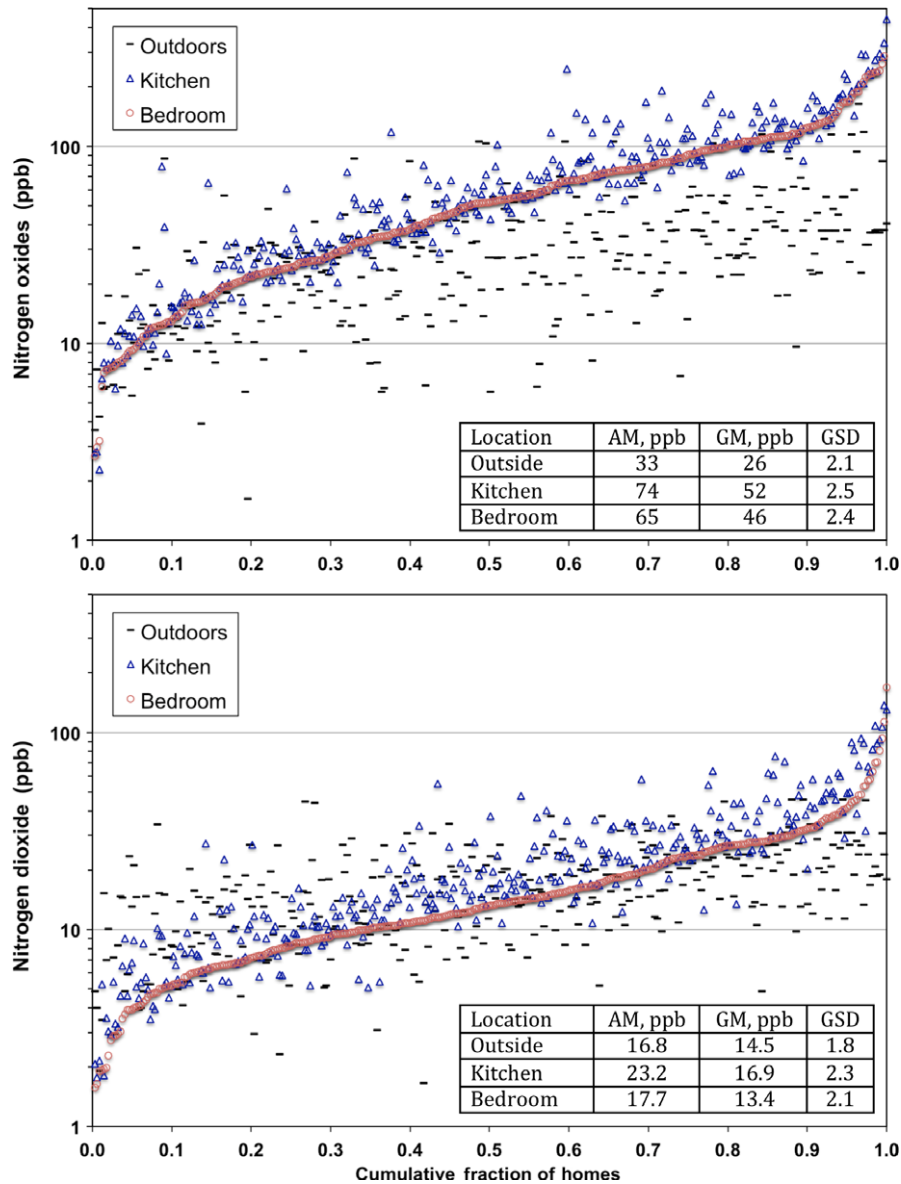 Nitrogen oxides (ppb)
Outdoors
Kitchen
Bedroom
100
10
1
Location AM, ppb GM, ppb GSD
Outside 33 26 2.1
Kitchen 74 52 2.5
Bedroom 65 46 2.4
0.0 0.1 0.2 0.3 0.4 0.5 0.6 0.7 0.8 0.9 1.0
Nitrogen dioxide (ppb)
Outdoors
Kitchen
Bedroom
100
10
1
Location AM, ppb GM, ppb GSD
Outside 16.8 14.5 1.8
Kitchen 23.2 16.9 2.3
Bedroom 17.7 13.4 2.1
0.0 0.1 0.2 0.3 0.4 0.5 0.6 0.7 0.8 0.9 1.0
Cumulative fraction of homes